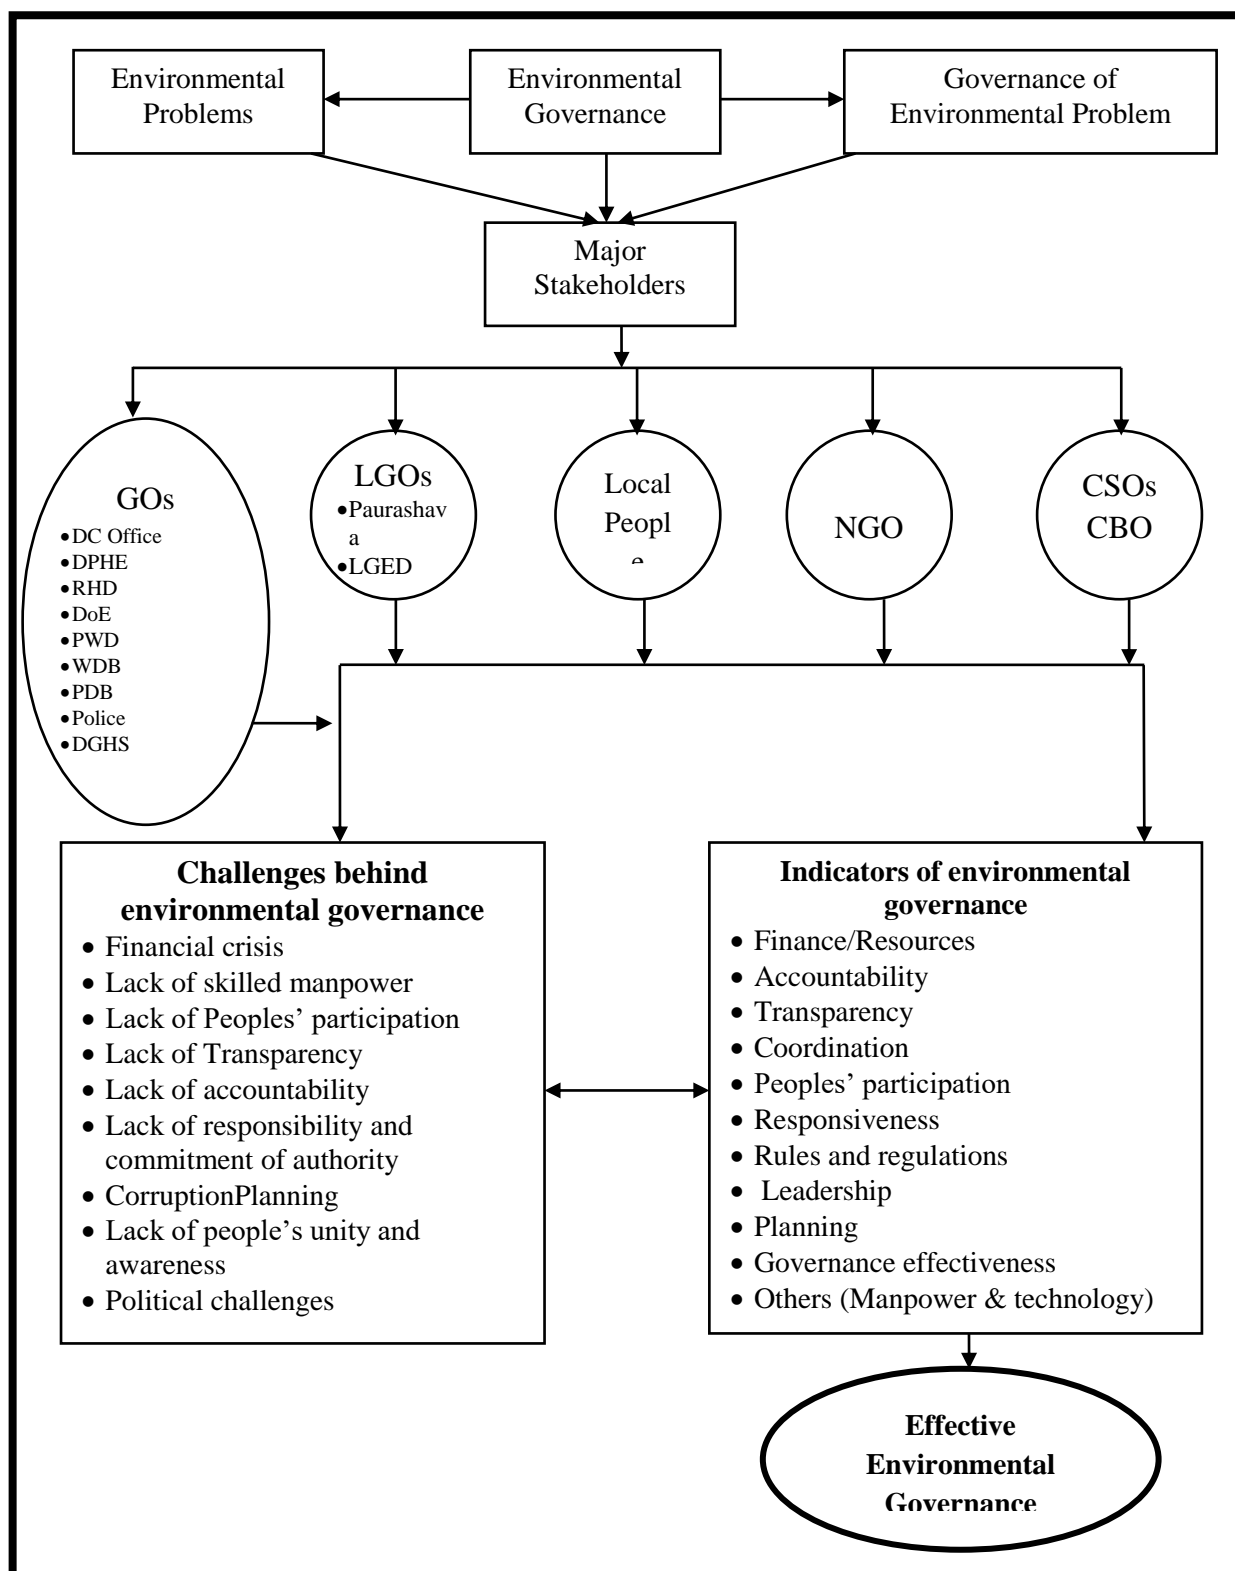 Environmental
Problems
Environmental
Governance
Governance of
Environmental Problem
Major
Stakeholders
GOs
•DC Office
•DPHE
•RHD
•DoE
•PWD
•WDB
•PDB
•Police
•DGHS
LGOs
•Paurashav
a
•LGED
Local
Peopl
e
NGO
CSOs
CBO
Challenges behind
environmental governance
• Financial crisis
• Lack of skilled manpower
• Lack of Peoples’ participation
• Lack of Transparency
• Lack of accountability
• Lack of responsibility and
commitment of authority
• CorruptionPlanning
• Lack of people’s unity and
awareness
• Political challenges
Indicators of environmental
governance
• Finance/Resources
• Accountability
• Transparency
• Coordination
• Peoples’ participation
• Responsiveness
• Rules and regulations
• Leadership
• Planning
• Governance effectiveness
• Others (Manpower & technology)
Effective
Environmental
Governance